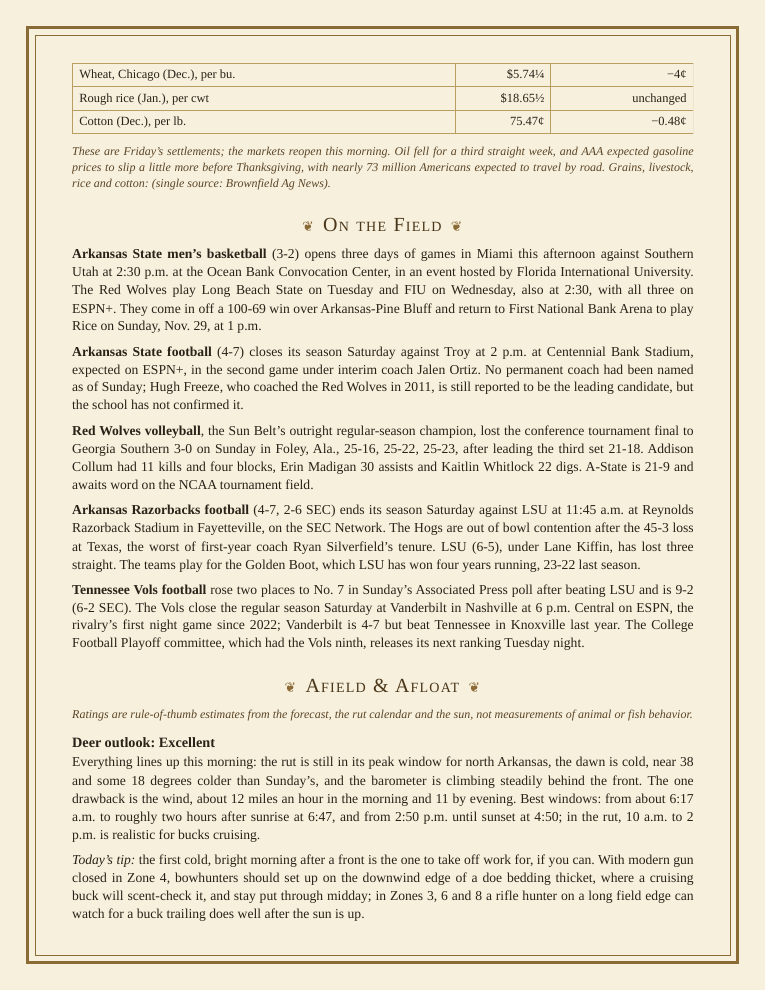 Wheat, Chicago (Dec.), per bu. $5.74¼ −4¢
Rough rice (Jan.), per cwt $18.65½ unchanged
Cotton (Dec.), per lb. 75.47¢ −0.48¢
These are Friday’s settlements; the markets reopen this morning. Oil fell for a third straight week, and AAA expected gasoline
prices to slip a little more before Thanksgiving, with nearly 73 million Americans expected to travel by road. Grains, livestock,
rice and cotton: (single source: Brownfield Ag News).
❦ On the Field ❦
Arkansas State men’s basketball (3-2) opens three days of games in Miami this afternoon against Southern
Utah at 2:30 p.m. at the Ocean Bank Convocation Center, in an event hosted by Florida International University.
The Red Wolves play Long Beach State on Tuesday and FIU on Wednesday, also at 2:30, with all three on
ESPN+. They come in off a 100-69 win over Arkansas-Pine Bluff and return to First National Bank Arena to play
Rice on Sunday, Nov. 29, at 1 p.m.
Arkansas State football (4-7) closes its season Saturday against Troy at 2 p.m. at Centennial Bank Stadium,
expected on ESPN+, in the second game under interim coach Jalen Ortiz. No permanent coach had been named
as of Sunday; Hugh Freeze, who coached the Red Wolves in 2011, is still reported to be the leading candidate, but
the school has not confirmed it.
Red Wolves volleyball, the Sun Belt’s outright regular-season champion, lost the conference tournament final to
Georgia Southern 3-0 on Sunday in Foley, Ala., 25-16, 25-22, 25-23, after leading the third set 21-18. Addison
Collum had 11 kills and four blocks, Erin Madigan 30 assists and Kaitlin Whitlock 22 digs. A-State is 21-9 and
awaits word on the NCAA tournament field.
Arkansas Razorbacks football (4-7, 2-6 SEC) ends its season Saturday against LSU at 11:45 a.m. at Reynolds
Razorback Stadium in Fayetteville, on the SEC Network. The Hogs are out of bowl contention after the 45-3 loss
at Texas, the worst of first-year coach Ryan Silverfield’s tenure. LSU (6-5), under Lane Kiffin, has lost three
straight. The teams play for the Golden Boot, which LSU has won four years running, 23-22 last season.
Tennessee Vols football rose two places to No. 7 in Sunday’s Associated Press poll after beating LSU and is 9-2
(6-2 SEC). The Vols close the regular season Saturday at Vanderbilt in Nashville at 6 p.m. Central on ESPN, the
rivalry’s first night game since 2022; Vanderbilt is 4-7 but beat Tennessee in Knoxville last year. The College
Football Playoff committee, which had the Vols ninth, releases its next ranking Tuesday night.
❦ Afield & Afloat ❦
Ratings are rule-of-thumb estimates from the forecast, the rut calendar and the sun, not measurements of animal or fish behavior.
Deer outlook: Excellent
Everything lines up this morning: the rut is still in its peak window for north Arkansas, the dawn is cold, near 38
and some 18 degrees colder than Sunday’s, and the barometer is climbing steadily behind the front. The one
drawback is the wind, about 12 miles an hour in the morning and 11 by evening. Best windows: from about 6:17
a.m. to roughly two hours after sunrise at 6:47, and from 2:50 p.m. until sunset at 4:50; in the rut, 10 a.m. to 2
p.m. is realistic for bucks cruising.
Today’s tip: the first cold, bright morning after a front is the one to take off work for, if you can. With modern gun
closed in Zone 4, bowhunters should set up on the downwind edge of a doe bedding thicket, where a cruising
buck will scent-check it, and stay put through midday; in Zones 3, 6 and 8 a rifle hunter on a long field edge can
watch for a buck trailing does well after the sun is up.